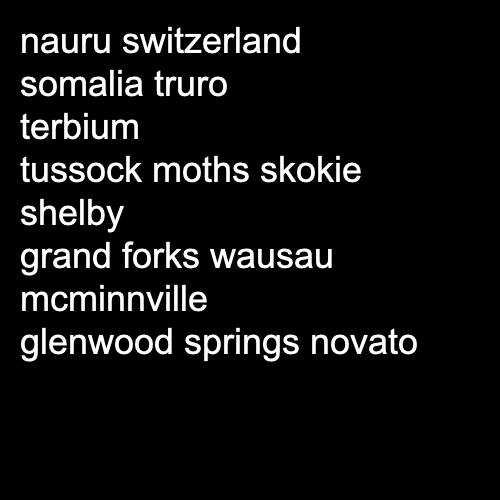 nauru switzerland
somalia truro
terbium
tussock moths skokie
shelby
grand forks wausau
mcminnville
glenwood springs novato